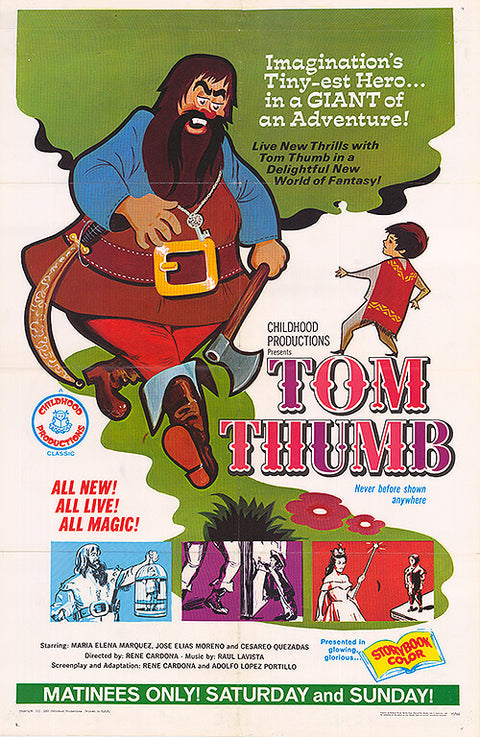 Imagination's
Tiny-est Hero...
in a GIANT of
an Adventure!
Live New Thrills with
Tom Thumb in a
Delightful New
World of Fantasy!
CHILDHOOD
PRODUCTIONS
Presents
TOM
THUMB
Never before shown
anywhere
A
CHILDHOOD
PRODUCTIONS
CLASSIC
ALL NEW!
ALL LIVE!
ALL MAGIC!
Starring: MARIA ELENA MARQUEZ, JOSE ELIAS MORENO and CESAREO QUEZADAS
Directed by: RENE CARDONA - Music by: RAUL LAVISTA
Screenplay and Adaptation: RENE CARDONA and ADOLFO LOPEZ PORTILLO
Presented in
glowing,
glorious...
STORYBOOK
COLOR
MATINEES ONLY! SATURDAY and SUNDAY!